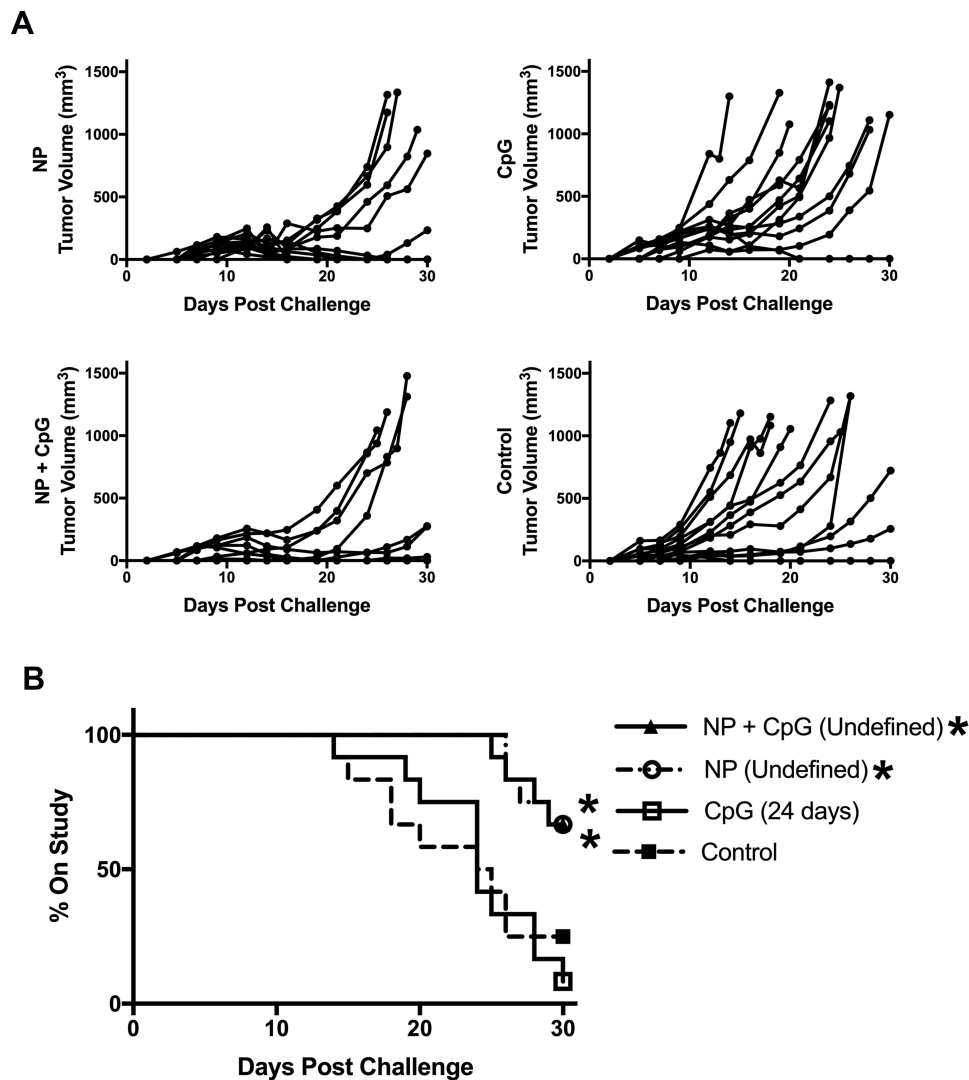 A
NP
Tumor Volume (mm³)
1500
1000
500
0
0 10 20 30
Days Post Challenge
CpG
Tumor Volume (mm³)
1500
1000
500
0
0 10 20 30
Days Post Challenge
NP + CpG
Tumor Volume (mm³)
1500
1000
500
0
0 10 20 30
Days Post Challenge
Control
Tumor Volume (mm³)
1500
1000
500
0
0 10 20 30
Days Post Challenge
B
% On Study
100
50
0
0 10 20 30
Days Post Challenge
*
*
NP + CpG (Undefined) *
NP (Undefined) *
CpG (24 days)
Control